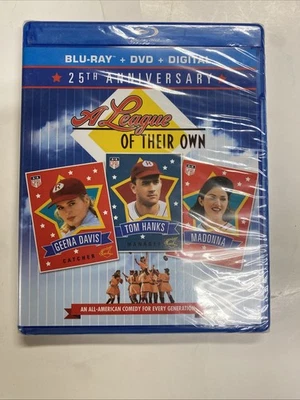 BLU-RAY + DVD + DIGITAL
25TH ANNIVERSARY
A League
OF THEIR OWN
GEENA DAVIS
CATCHER
TOM HANKS
MANAGER
MADONNA
AN ALL-AMERICAN COMEDY FOR EVERY GENERATION